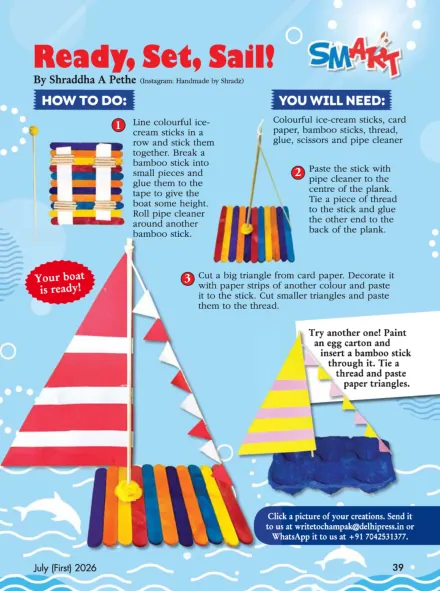 Ready, Set, Sail!
SMART
By Shraddha A Pethe (Instagram: Handmade by Shradz)
HOW TO DO:
1
Line colourful ice-
cream sticks in a
row and stick them
together. Break a
bamboo stick into
small pieces and
glue them to the
tape to give the
boat some height.
Roll pipe cleaner
around another
bamboo stick.
YOU WILL NEED:
Colourful ice-cream sticks, card
paper, bamboo sticks, thread,
glue, scissors and pipe cleaner
2
Paste the stick with
pipe cleaner to the
centre of the plank.
Tie a piece of thread
to the stick and glue
the other end to the
back of the plank.
3
Cut a big triangle from card paper. Decorate it
with paper strips of another colour and paste
it to the stick. Cut smaller triangles and paste
them to the thread.
Your boat
is ready!
Try another one! Paint
an egg carton and
insert a bamboo stick
through it. Tie a
thread and paste
paper triangles.
Click a picture of your creations. Send it
to us at writetochampak@delhipress.in or
WhatsApp it to us at +91 7042531377.
July (First) 2026
39